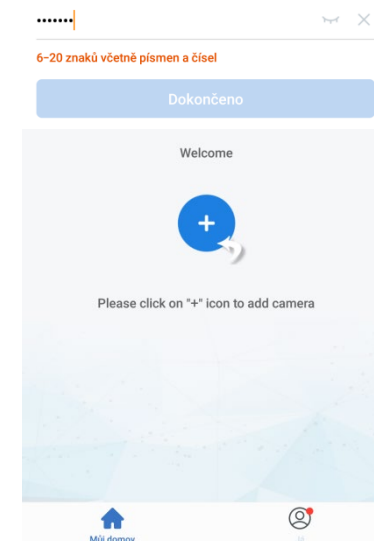 •••••••
6-20 znaků včetně písmen a čísel
Dokončeno
Welcome
Please click on "+" icon to add camera
Můj domov